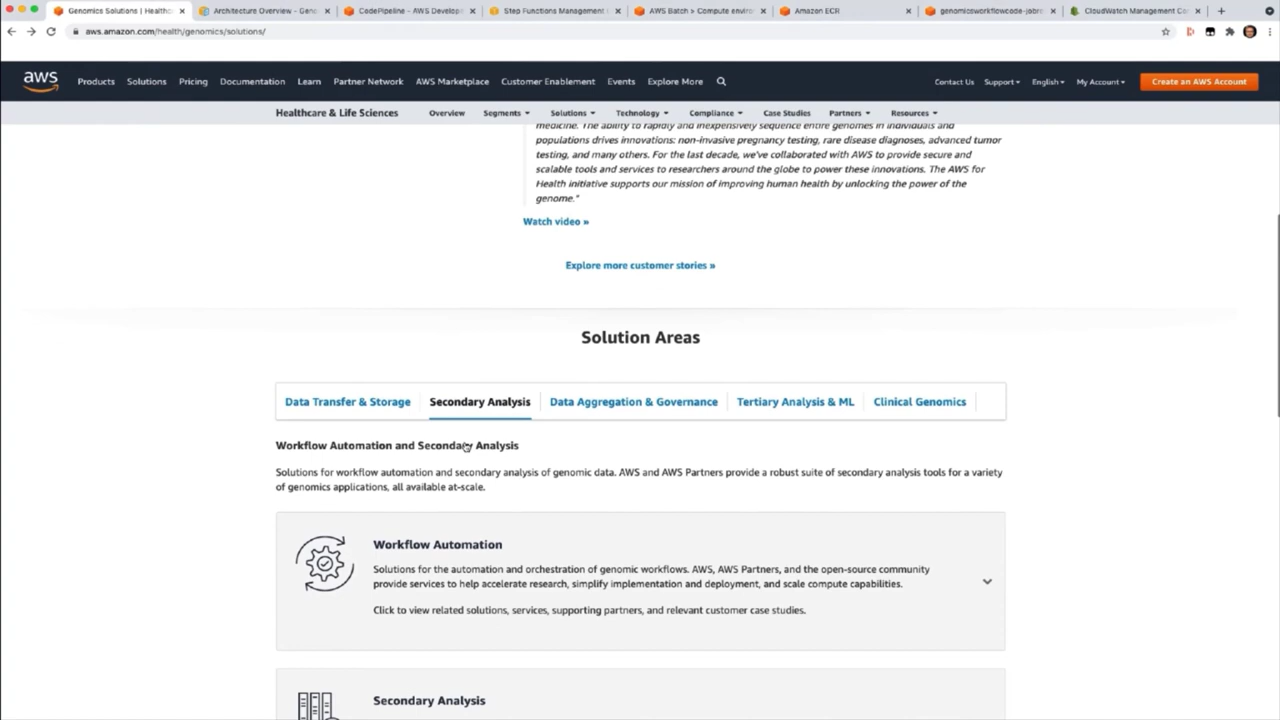 Genomics Solutions | Healthc
Architecture Overview - Geno
CodePipeline - AWS Develope
Step Functions Management
AWS Batch > Compute enviro
Amazon ECR
genomicsworkflowcode-jobre
CloudWatch Management Co
aws.amazon.com/health/genomics/solutions/
aws
Products
Solutions
Pricing
Documentation
Learn
Partner Network
AWS Marketplace
Customer Enablement
Events
Explore More
Contact Us
Support
English
My Account
Create an AWS Account
Healthcare & Life Sciences
Overview
Segments
Solutions
Technology
Compliance
Case Studies
Partners
Resources
medicine. The ability to rapidly and inexpensively sequence entire genomes in individuals and
populations drives innovations: non-invasive pregnancy testing, rare disease diagnoses, advanced tumor
testing, and many others. For the last decade, we've collaborated with AWS to provide secure and
scalable tools and services to researchers around the globe to power these innovations. The AWS for
Health initiative supports our mission of improving human health by unlocking the power of the
genome."
Watch video »
Explore more customer stories »
Solution Areas
Data Transfer & Storage
Secondary Analysis
Data Aggregation & Governance
Tertiary Analysis & ML
Clinical Genomics
Workflow Automation and Secondary Analysis
Solutions for workflow automation and secondary analysis of genomic data. AWS and AWS Partners provide a robust suite of secondary analysis tools for a variety
of genomics applications, all available at-scale.
Workflow Automation
Solutions for the automation and orchestration of genomic workflows. AWS, AWS Partners, and the open-source community
provide services to help accelerate research, simplify implementation and deployment, and scale compute capabilities.
Click to view related solutions, services, supporting partners, and relevant customer case studies.
Secondary Analysis